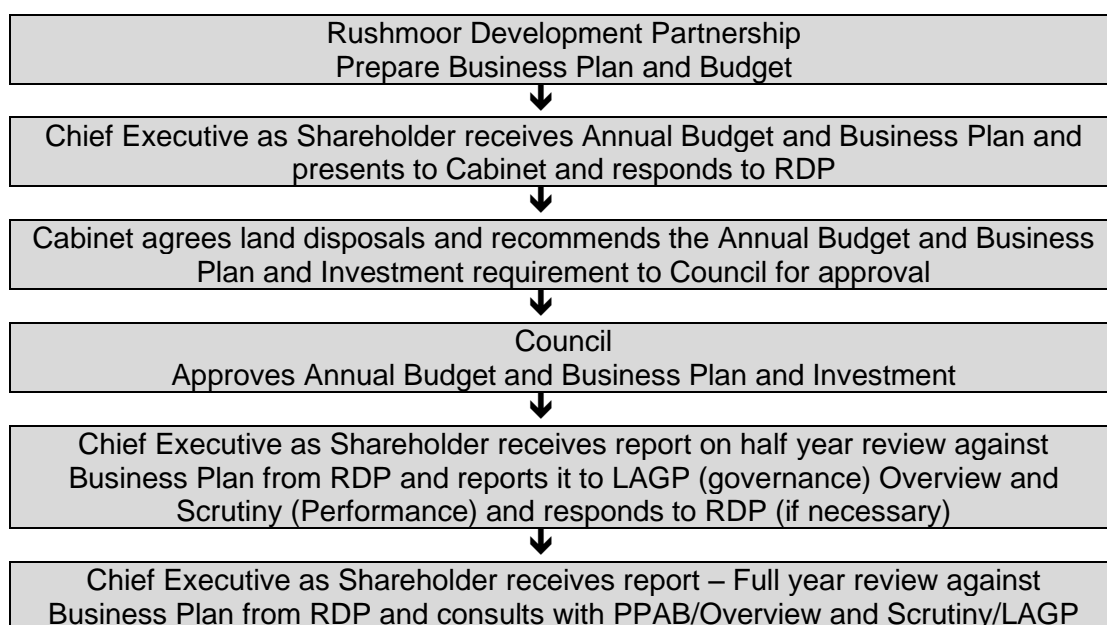 Rushmoor Development Partnership
Prepare Business Plan and Budget
Chief Executive as Shareholder receives Annual Budget and Business Plan and
presents to Cabinet and responds to RDP
Cabinet agrees land disposals and recommends the Annual Budget and Business
Plan and Investment requirement to Council for approval
Council
Approves Annual Budget and Business Plan and Investment
Chief Executive as Shareholder receives report on half year review against
Business Plan from RDP and reports it to LAGP (governance) Overview and
Scrutiny (Performance) and responds to RDP (if necessary)
Chief Executive as Shareholder receives report – Full year review against
Business Plan from RDP and consults with PPAB/Overview and Scrutiny/LAGP